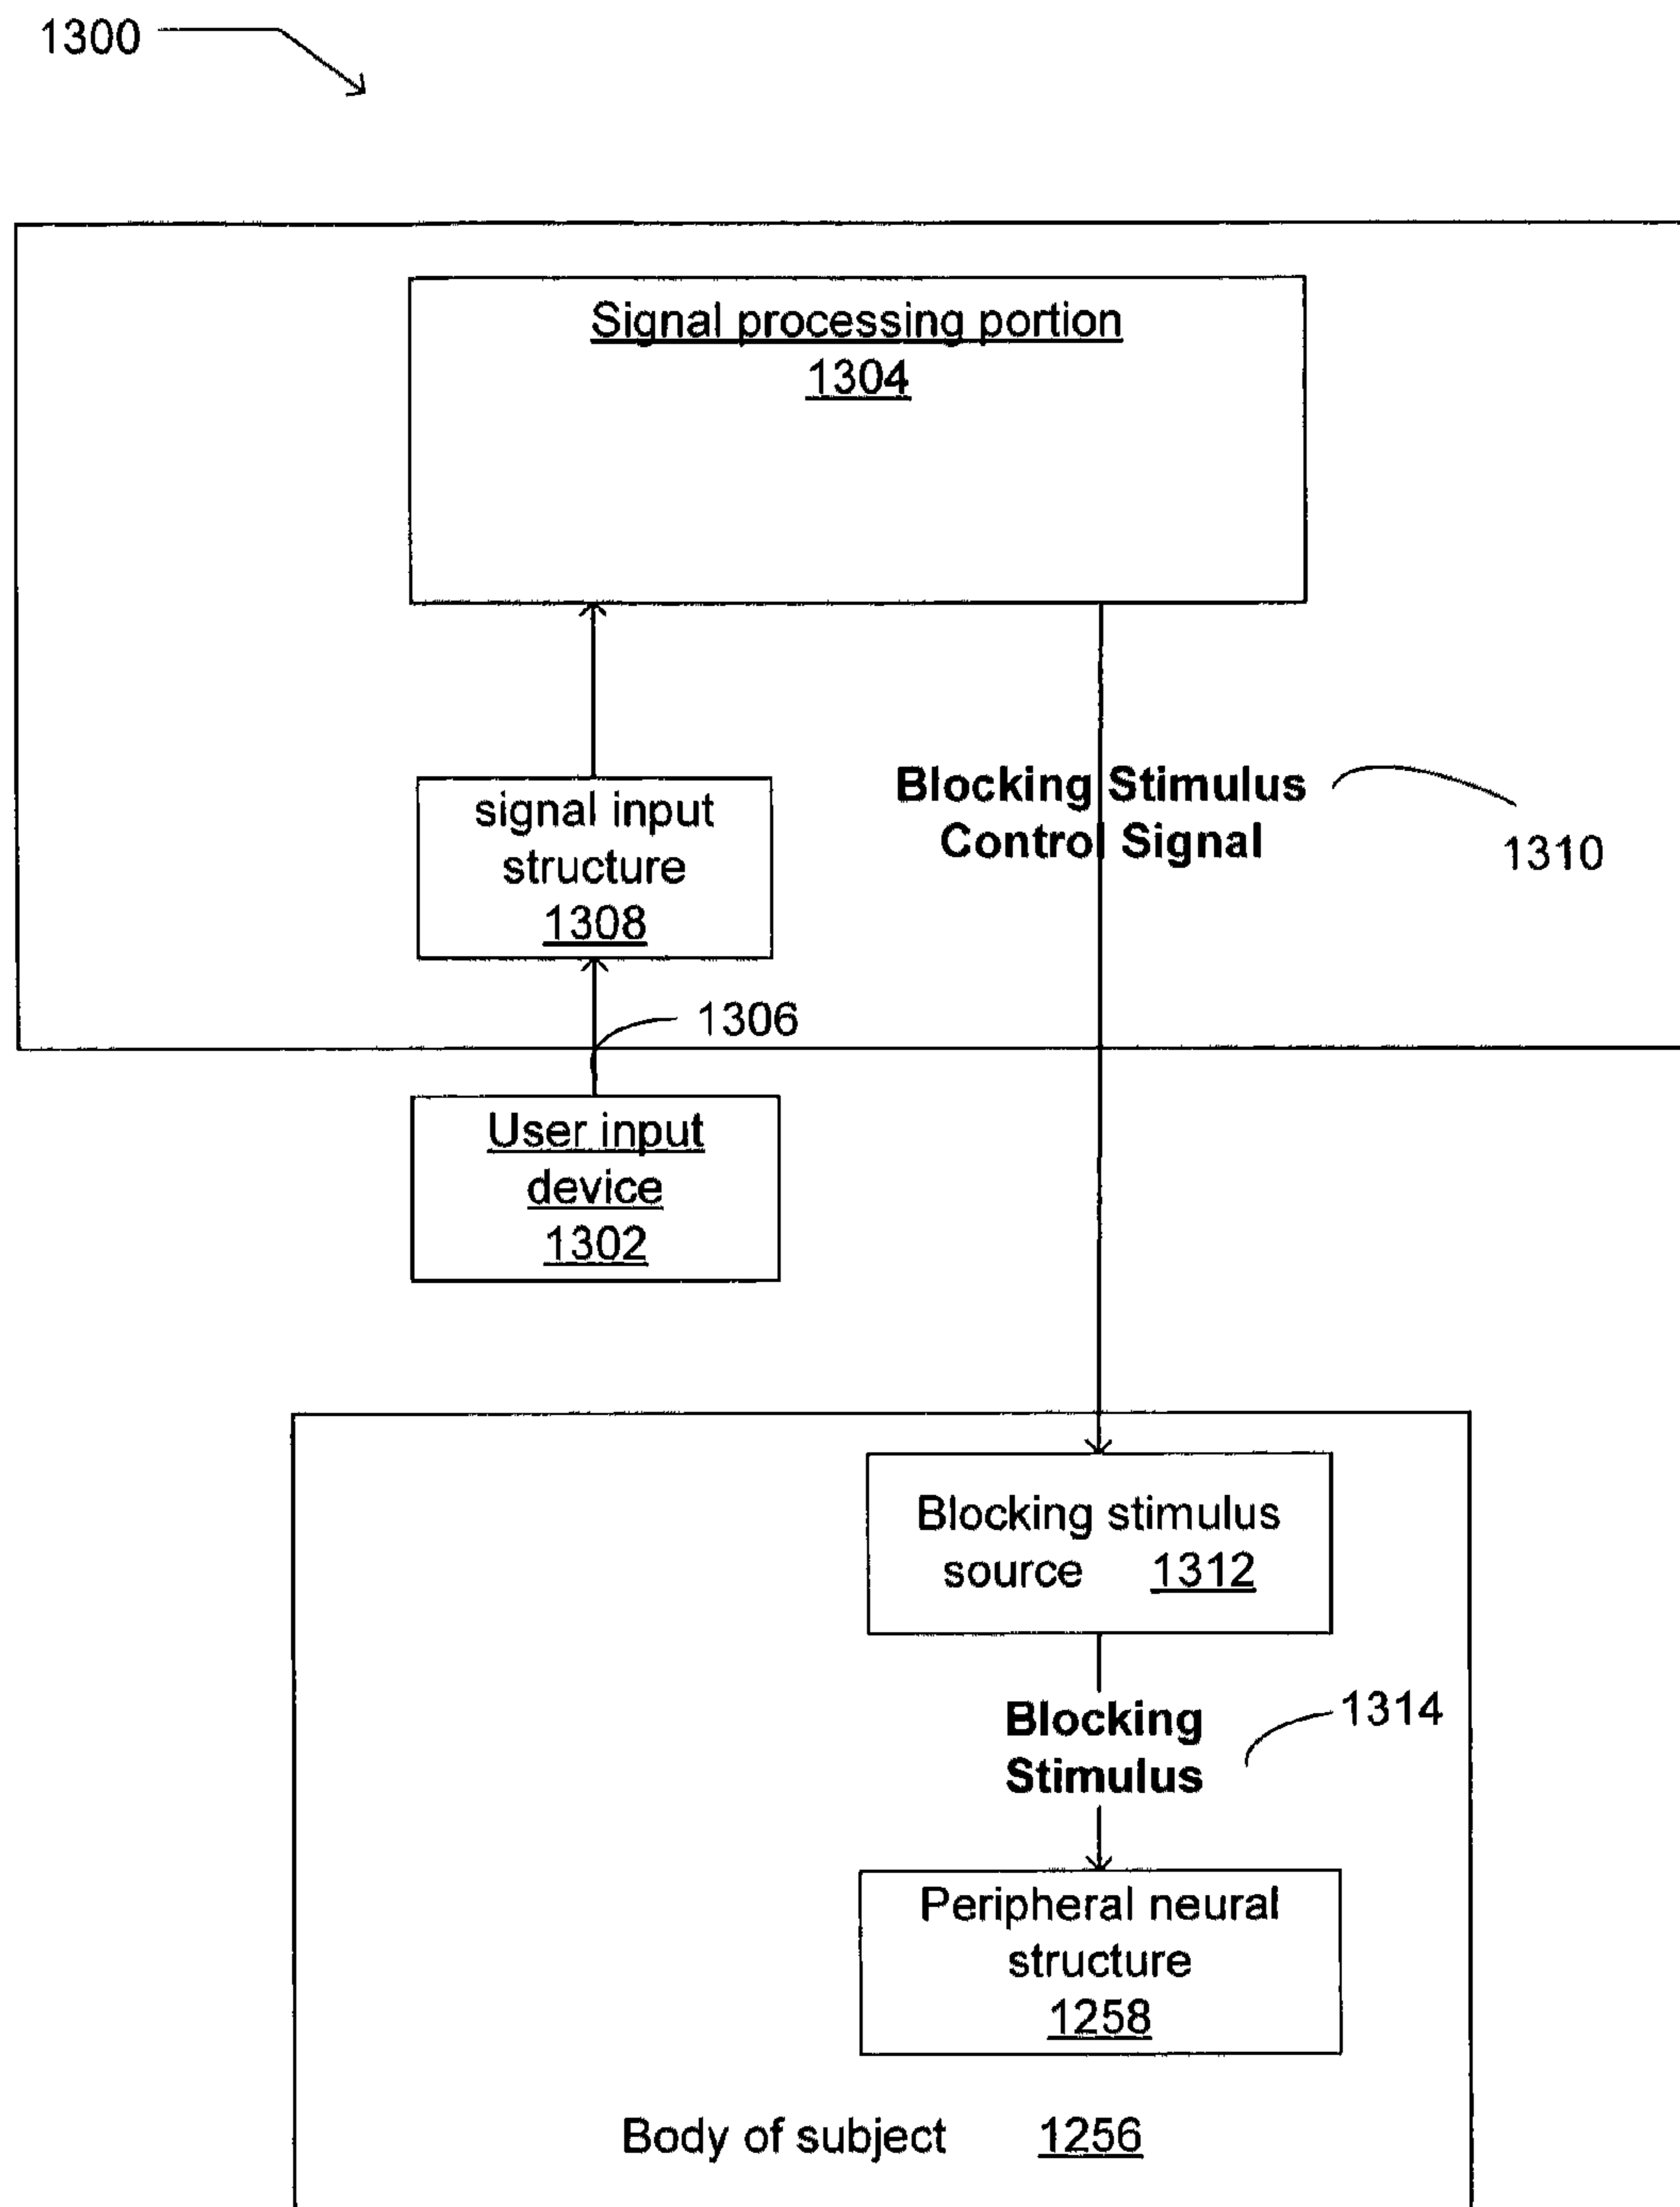 1300
Signal processing portion
1304
signal input
structure
1308
Blocking Stimulus
Control Signal
1310
1306
User input
device
1302
Blocking stimulus
source 1312
Blocking
Stimulus
1314
Peripheral neural
structure
1258
Body of subject 1256